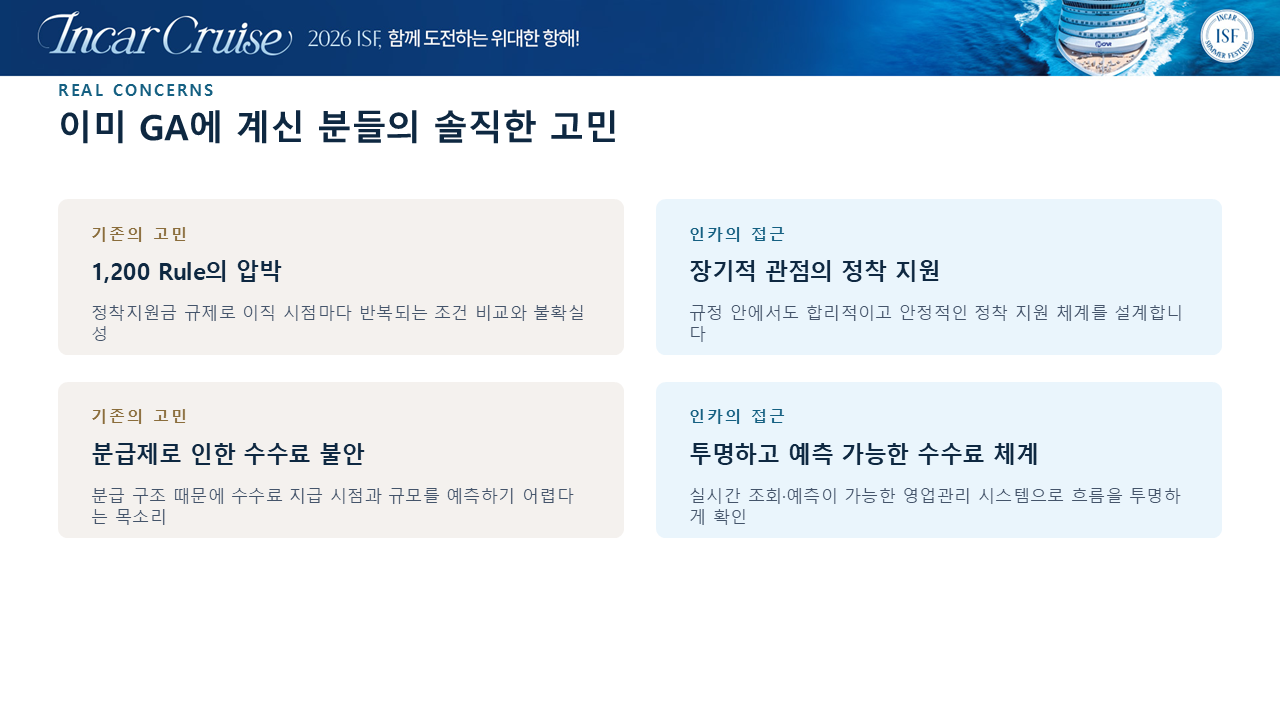 Incar Cruise
2026 ISF, 함께 도전하는 위대한 항해!
INCAR
ISF
SUMMER FESTIVAL
REAL CONCERNS
이미 GA에 계신 분들의 솔직한 고민
기존의 고민
1,200 Rule의 압박
정착지원금 규제로 이직 시점마다 반복되는 조건 비교와 불확실
성
인카의 접근
장기적 관점의 정착 지원
규정 안에서도 합리적이고 안정적인 정착 지원 체계를 설계합니
다
기존의 고민
분급제로 인한 수수료 불안
분급 구조 때문에 수수료 지급 시점과 규모를 예측하기 어렵다
는 목소리
인카의 접근
투명하고 예측 가능한 수수료 체계
실시간 조회·예측이 가능한 영업관리 시스템으로 흐름을 투명하
게 확인